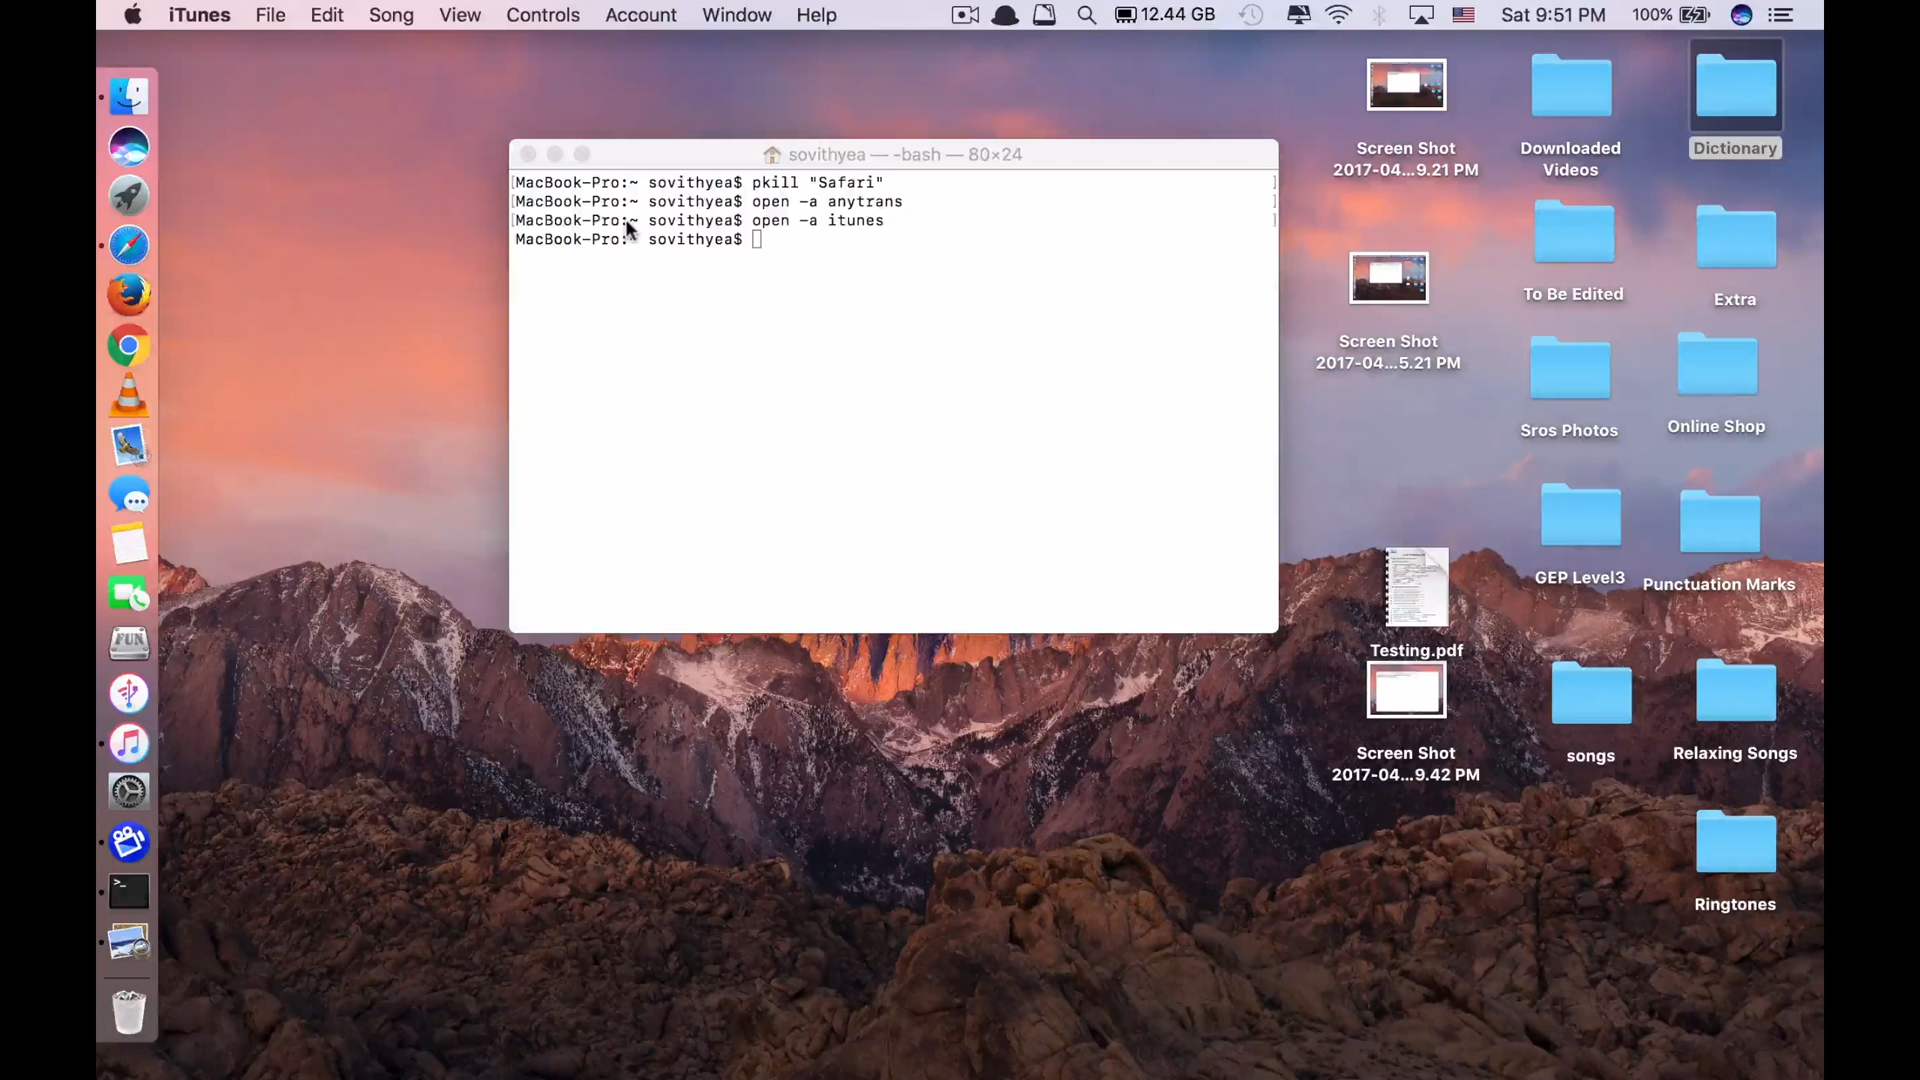 iTunes File Edit Song View Controls Account Window Help 12.44 GB Sat 9:51 PM 100%
sovithyea — -bash — 80×24
[MacBook-Pro:~ sovithyea$ pkill "Safari" ]
[MacBook-Pro:~ sovithyea$ open -a anytrans ]
[MacBook-Pro:~ sovithyea$ open -a itunes ]
MacBook-Pro:~ sovithyea$
Screen Shot
2017-04...9.21 PM
Downloaded
Videos
Dictionary
To Be Edited
Extra
Screen Shot
2017-04...5.21 PM
Sros Photos
Online Shop
GEP Level3
Punctuation Marks
Testing.pdf
Screen Shot
2017-04...9.42 PM
songs
Relaxing Songs
Ringtones
FUN
>_